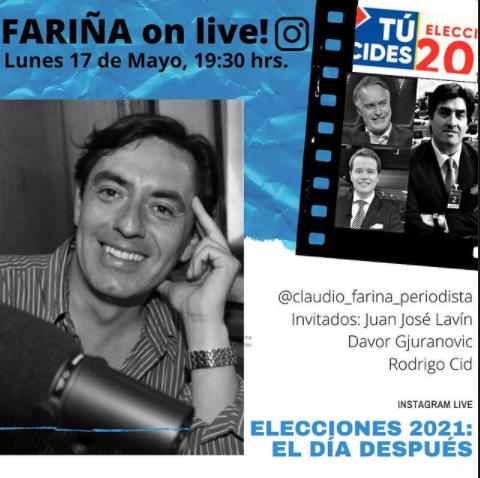 FARIÑA on live!
Lunes 17 de Mayo, 19:30 hrs.
TÚ
CIDES
ELECCI
20
2
@claudio_farina_periodista
Invitados: Juan José Lavín
Davor Gjuranovic
Rodrigo Cid
INSTAGRAM LIVE
ELECCIONES 2021:
EL DÍA DESPUÉS